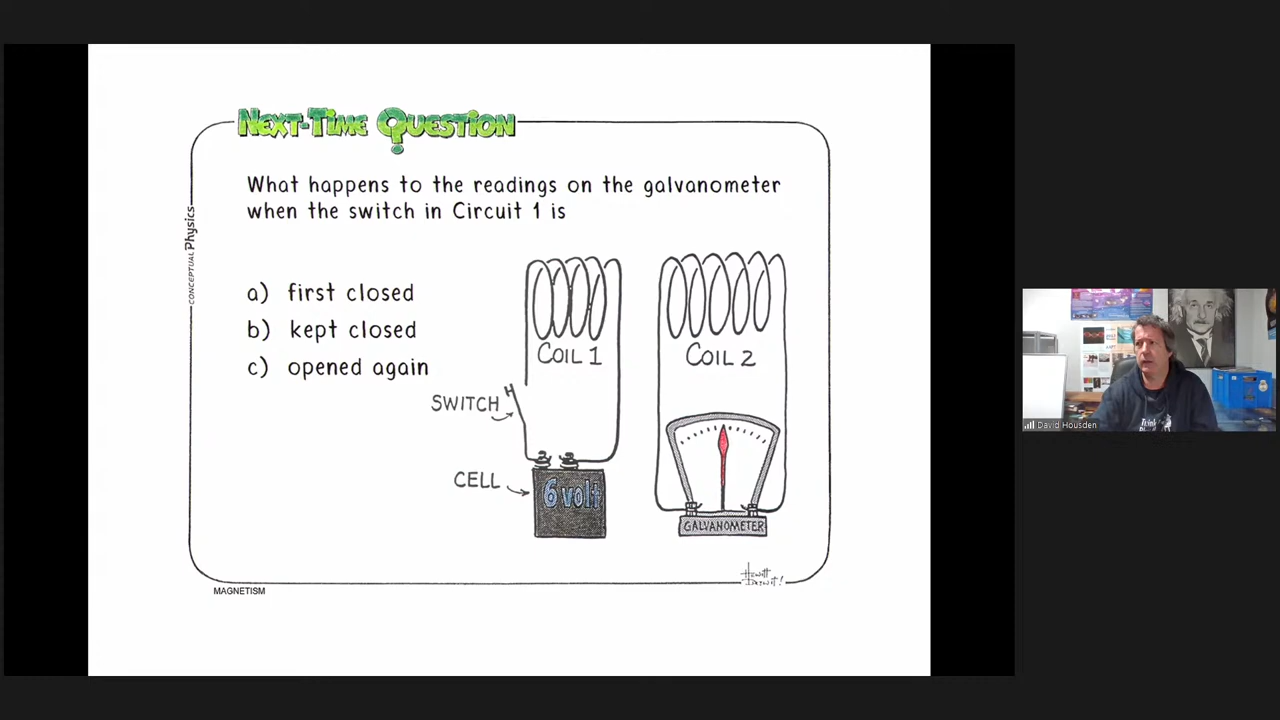 NEXT-TIME QUESTION
CONCEPTUAL Physics
What happens to the readings on the galvanometer
when the switch in Circuit 1 is
a) first closed
b) kept closed
c) opened again
COIL 1
COIL 2
SWITCH
CELL
6 volt
GALVANOMETER
Hewitt
Drewit!
MAGNETISM
David Housden